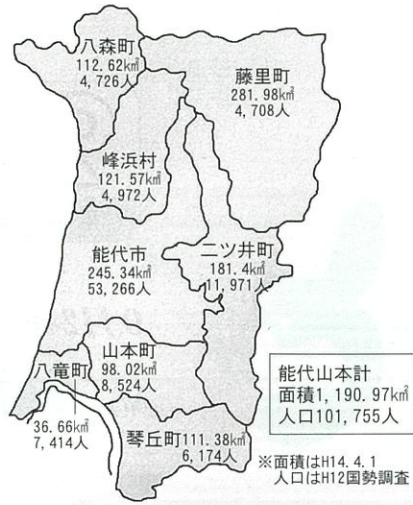 八森町
112.62k㎡
4,726人
藤里町
281.98k㎡
4,708人
峰浜村
121.57k㎡
4,972人
能代市
245.34k㎡
53,266人
二ツ井町
181.4k㎡
11,971人
山本町
98.02k㎡
8,524人
八竜町
36.66k㎡
7,414人
琴丘町111.38k㎡
6,174人
能代山本計
面積1,190.97k㎡
人口101,755人
※面積はH14.4.1
人口はH12国勢調査